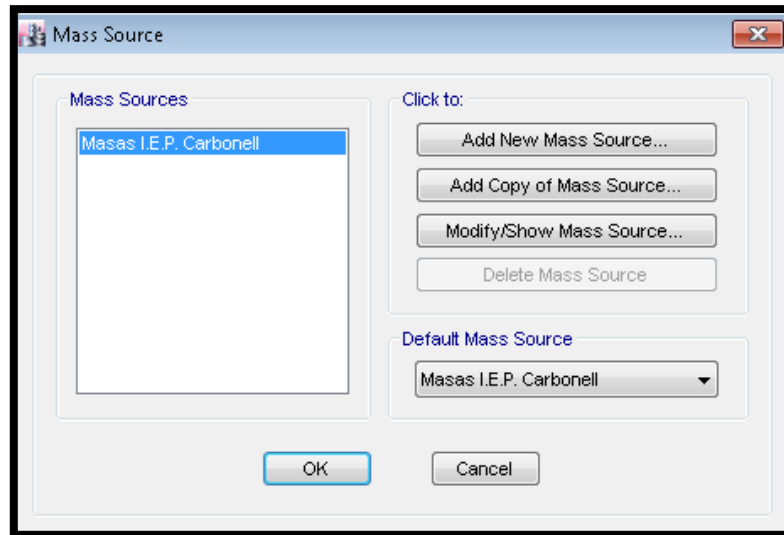 Mass Source
Mass Sources
Masas I.E.P. Carbonell
Click to:
Add New Mass Source...
Add Copy of Mass Source...
Modify/Show Mass Source...
Delete Mass Source
Default Mass Source
Masas I.E.P. Carbonell
OK
Cancel